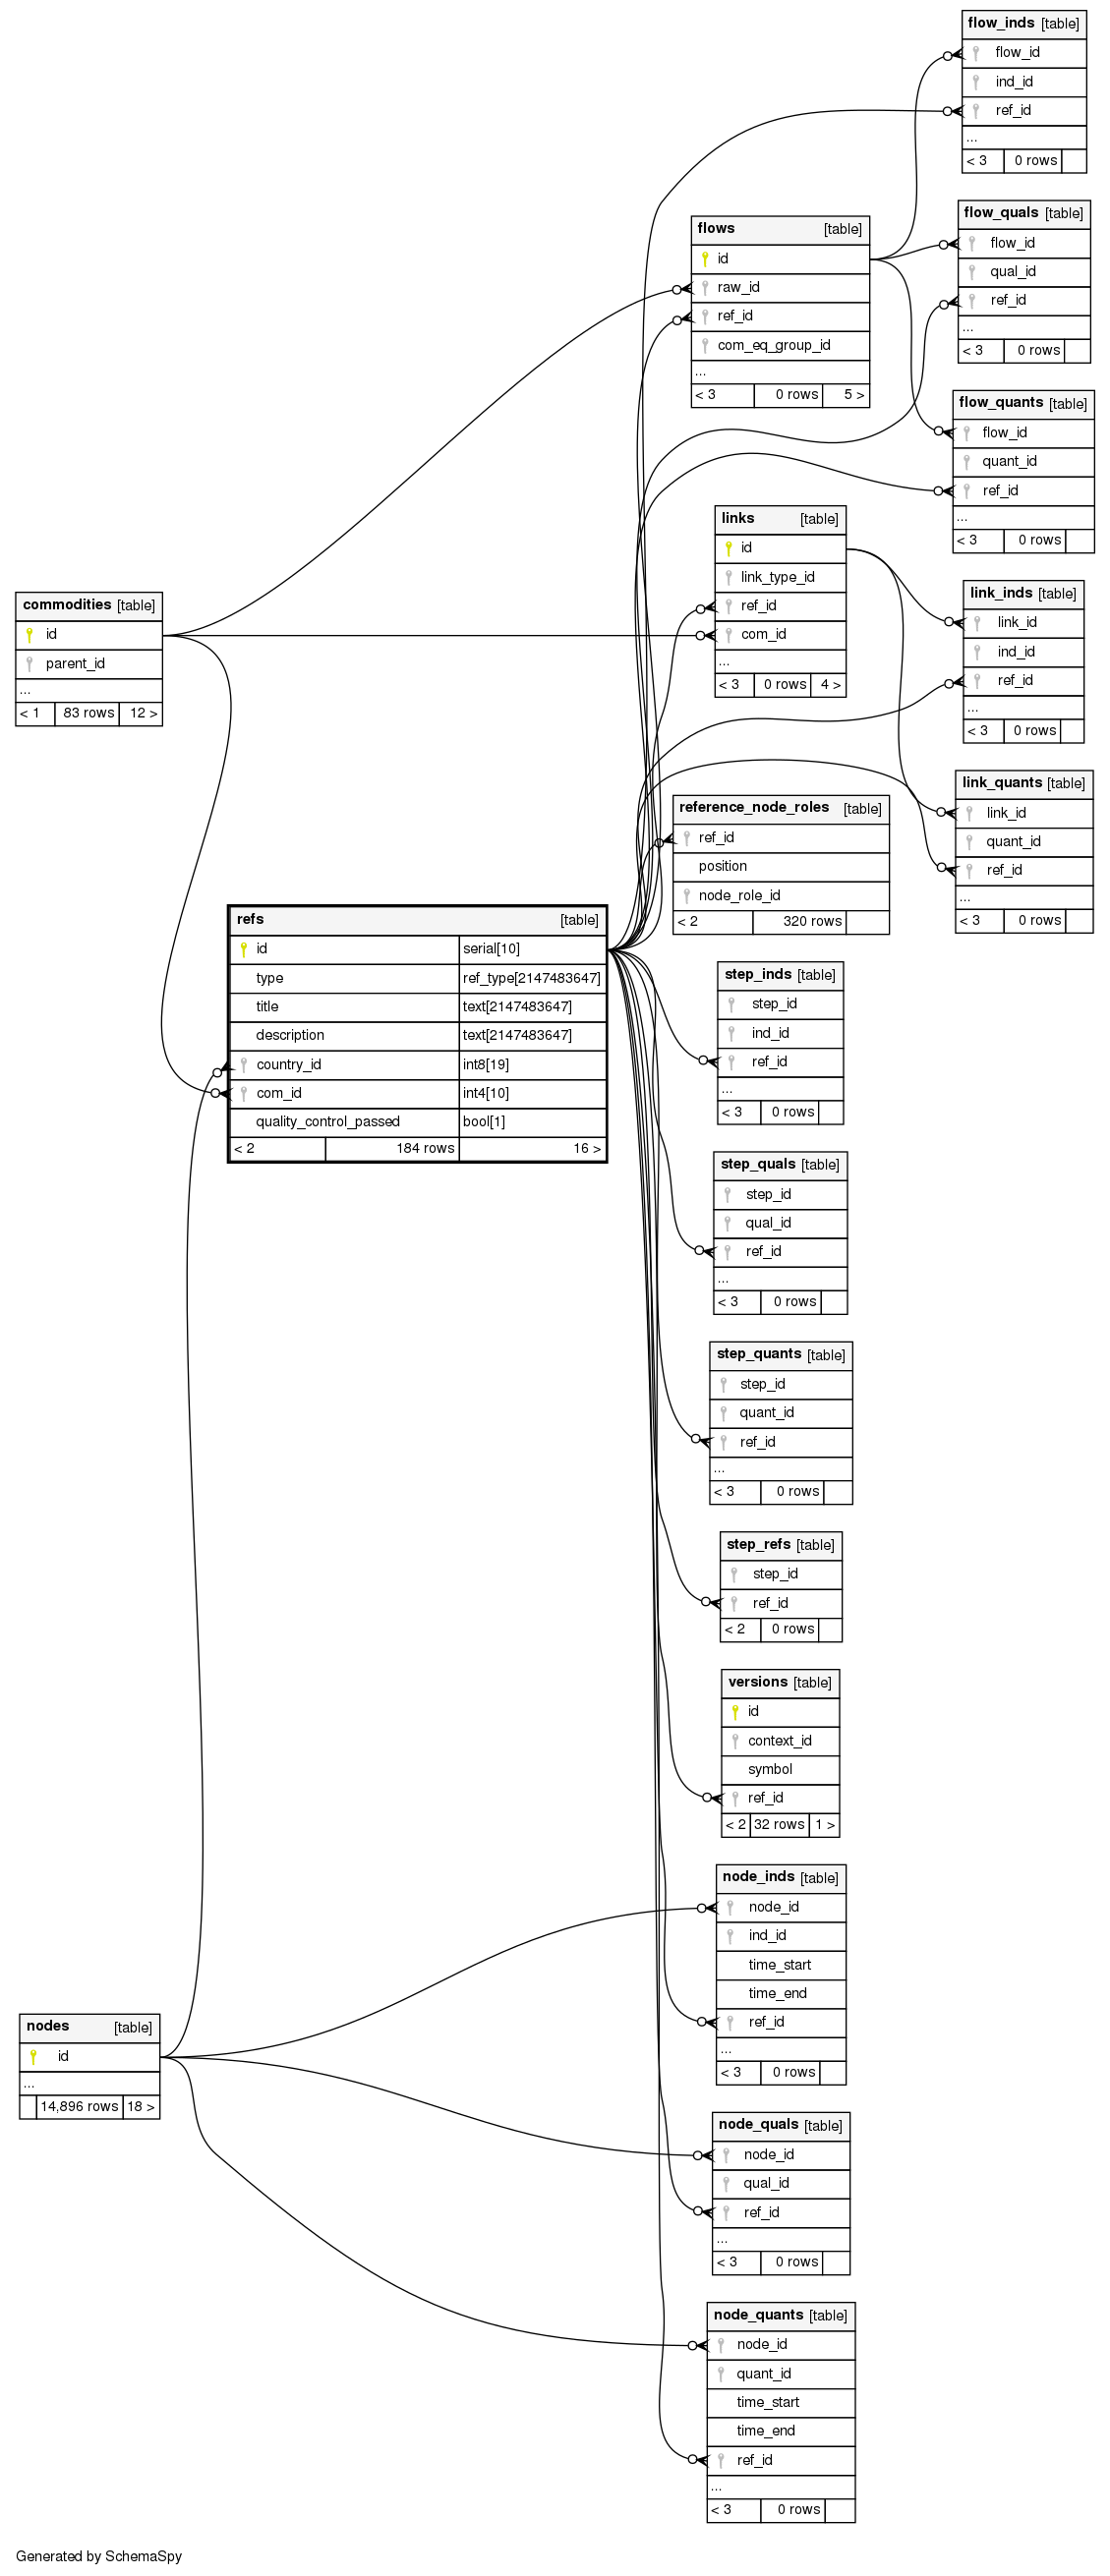 flow_inds [table]
flow_id
ind_id
ref_id
...
< 3 0 rows
flow_quals [table]
flow_id
qual_id
ref_id
...
< 3 0 rows
flows [table]
id
raw_id
ref_id
com_eq_group_id
...
< 3 0 rows 5 >
flow_quants [table]
flow_id
quant_id
ref_id
...
< 3 0 rows
links [table]
id
link_type_id
ref_id
com_id
...
< 3 0 rows 4 >
link_inds [table]
link_id
ind_id
ref_id
...
< 3 0 rows
commodities [table]
id
parent_id
...
< 1 83 rows 12 >
link_quants [table]
link_id
quant_id
ref_id
...
< 3 0 rows
reference_node_roles [table]
ref_id
position
node_role_id
< 2 320 rows
refs [table]
id serial[10]
type ref_type[2147483647]
title text[2147483647]
description text[2147483647]
country_id int8[19]
com_id int4[10]
quality_control_passed bool[1]
< 2 184 rows 16 >
step_inds [table]
step_id
ind_id
ref_id
...
< 3 0 rows
step_quals [table]
step_id
qual_id
ref_id
...
< 3 0 rows
step_quants [table]
step_id
quant_id
ref_id
...
< 3 0 rows
step_refs [table]
step_id
ref_id
< 2 0 rows
versions [table]
id
context_id
symbol
ref_id
< 2 32 rows 1 >
node_inds [table]
node_id
ind_id
time_start
time_end
ref_id
...
< 3 0 rows
nodes [table]
id
...
14,896 rows 18 >
node_quals [table]
node_id
qual_id
ref_id
...
< 3 0 rows
node_quants [table]
node_id
quant_id
time_start
time_end
ref_id
...
< 3 0 rows
Generated by SchemaSpy